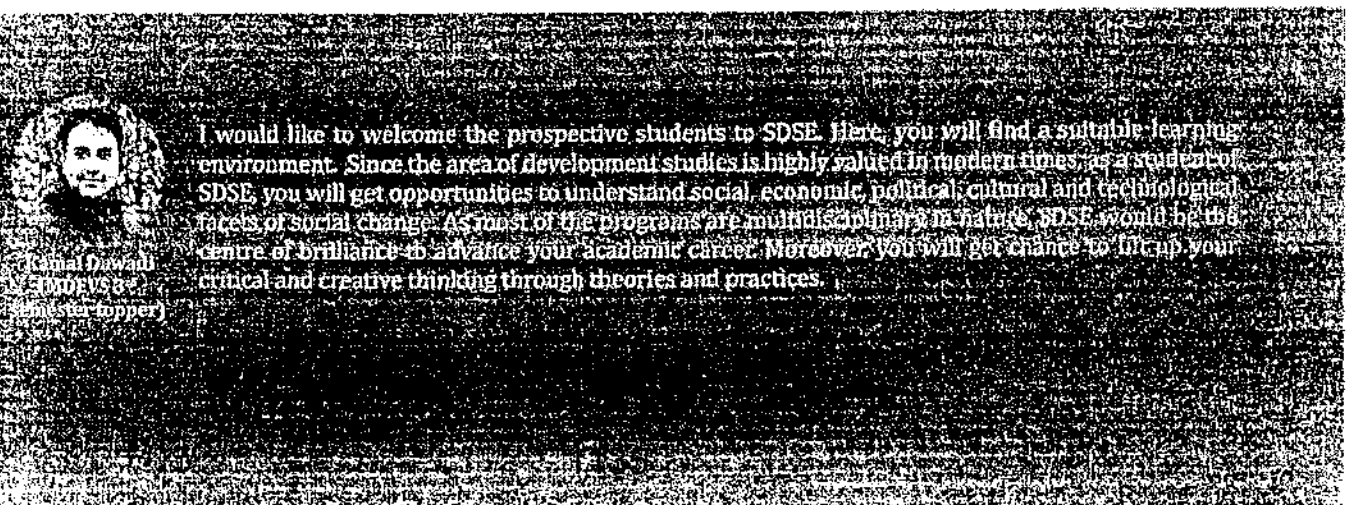 I would like to welcome the prospective students to SDSE. Here, you will find a suitable learning
environment. Since the area of development studies is highly valued in modern times, as a student of
SDSE, you will get opportunities to understand social, economic, political, cultural and technological
facets of social change. As most of the programs are multidisciplinary in nature, SDSE would be the
centre of brilliance to advance your academic career. Moreover, you will get chance to lift up your
critical and creative thinking through theories and practices.
Kamal Dawadi
semester topper)